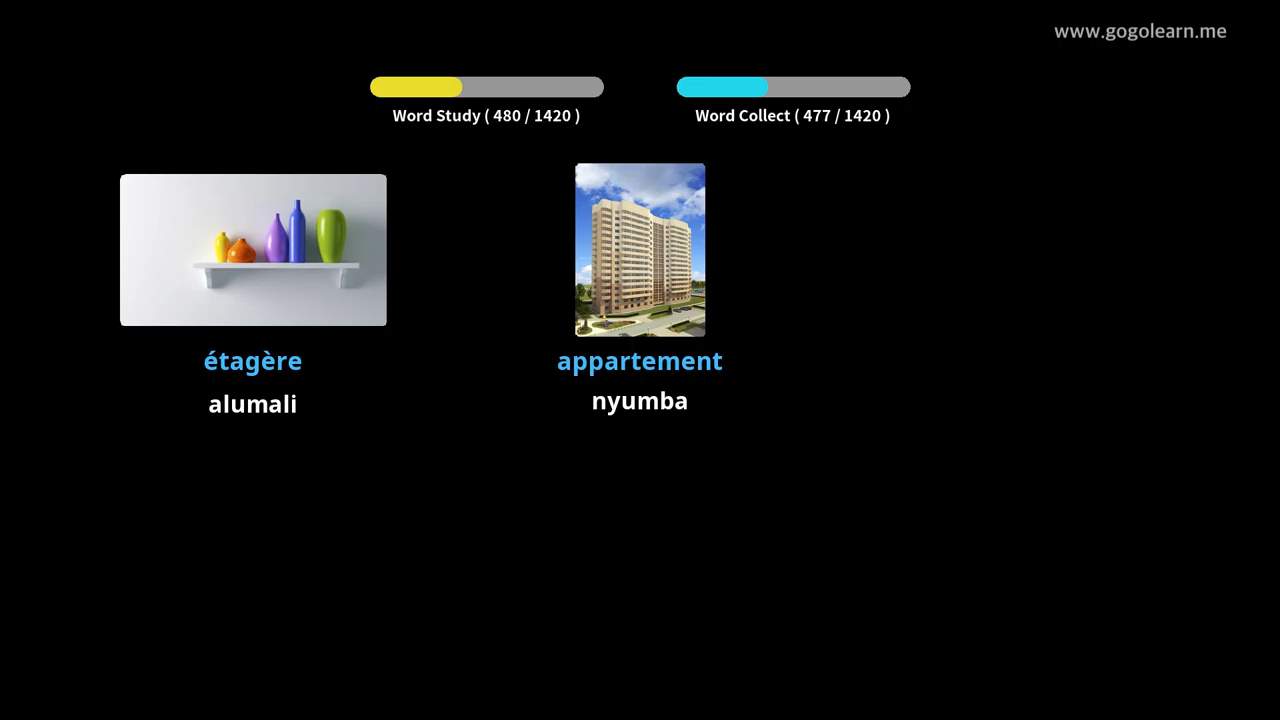 www.gogolearn.me
Word Study ( 480 / 1420 )
Word Collect ( 477 / 1420 )
étagère
alumali
appartement
nyumba